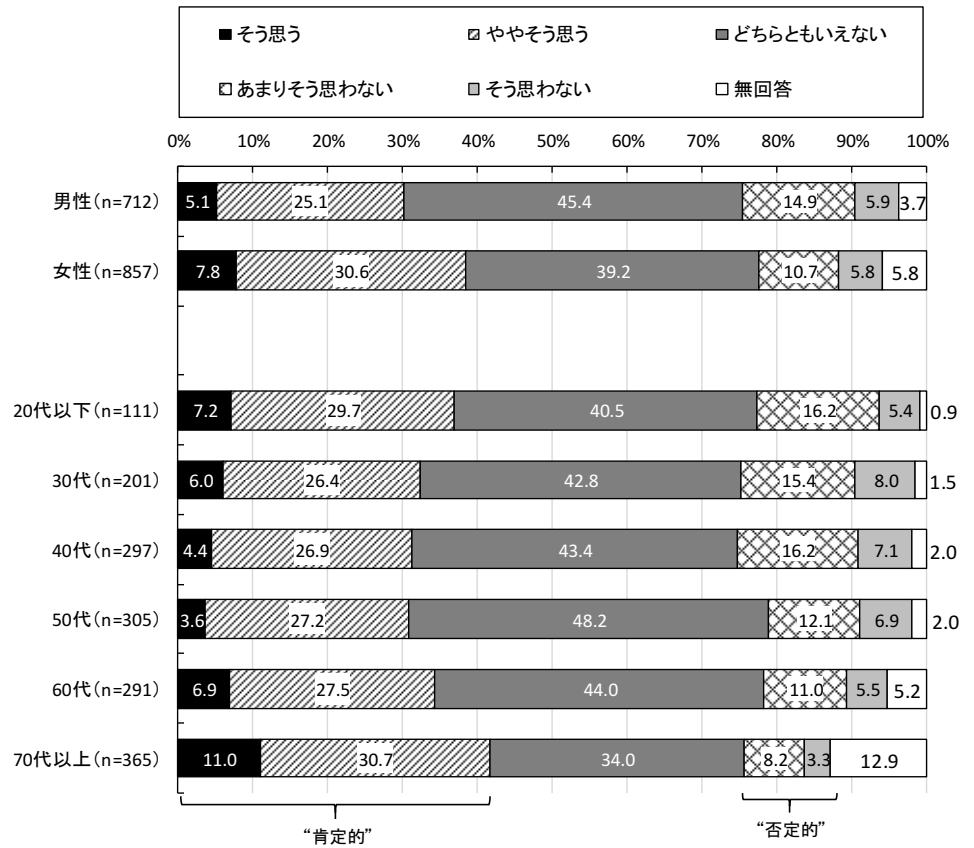 ■そう思う ▨ややそう思う ■どちらともいえない
▨あまりそう思わない ■そう思わない □無回答
0% 10% 20% 30% 40% 50% 60% 70% 80% 90% 100%
男性(n=712) 5.1 25.1 45.4 14.9 5.9 3.7
女性(n=857) 7.8 30.6 39.2 10.7 5.8 5.8
20代以下(n=111) 7.2 29.7 40.5 16.2 5.4 0.9
30代(n=201) 6.0 26.4 42.8 15.4 8.0 1.5
40代(n=297) 4.4 26.9 43.4 16.2 7.1 2.0
50代(n=305) 3.6 27.2 48.2 12.1 6.9 2.0
60代(n=291) 6.9 27.5 44.0 11.0 5.5 5.2
70代以上(n=365) 11.0 30.7 34.0 8.2 3.3 12.9
“肯定的” “否定的”